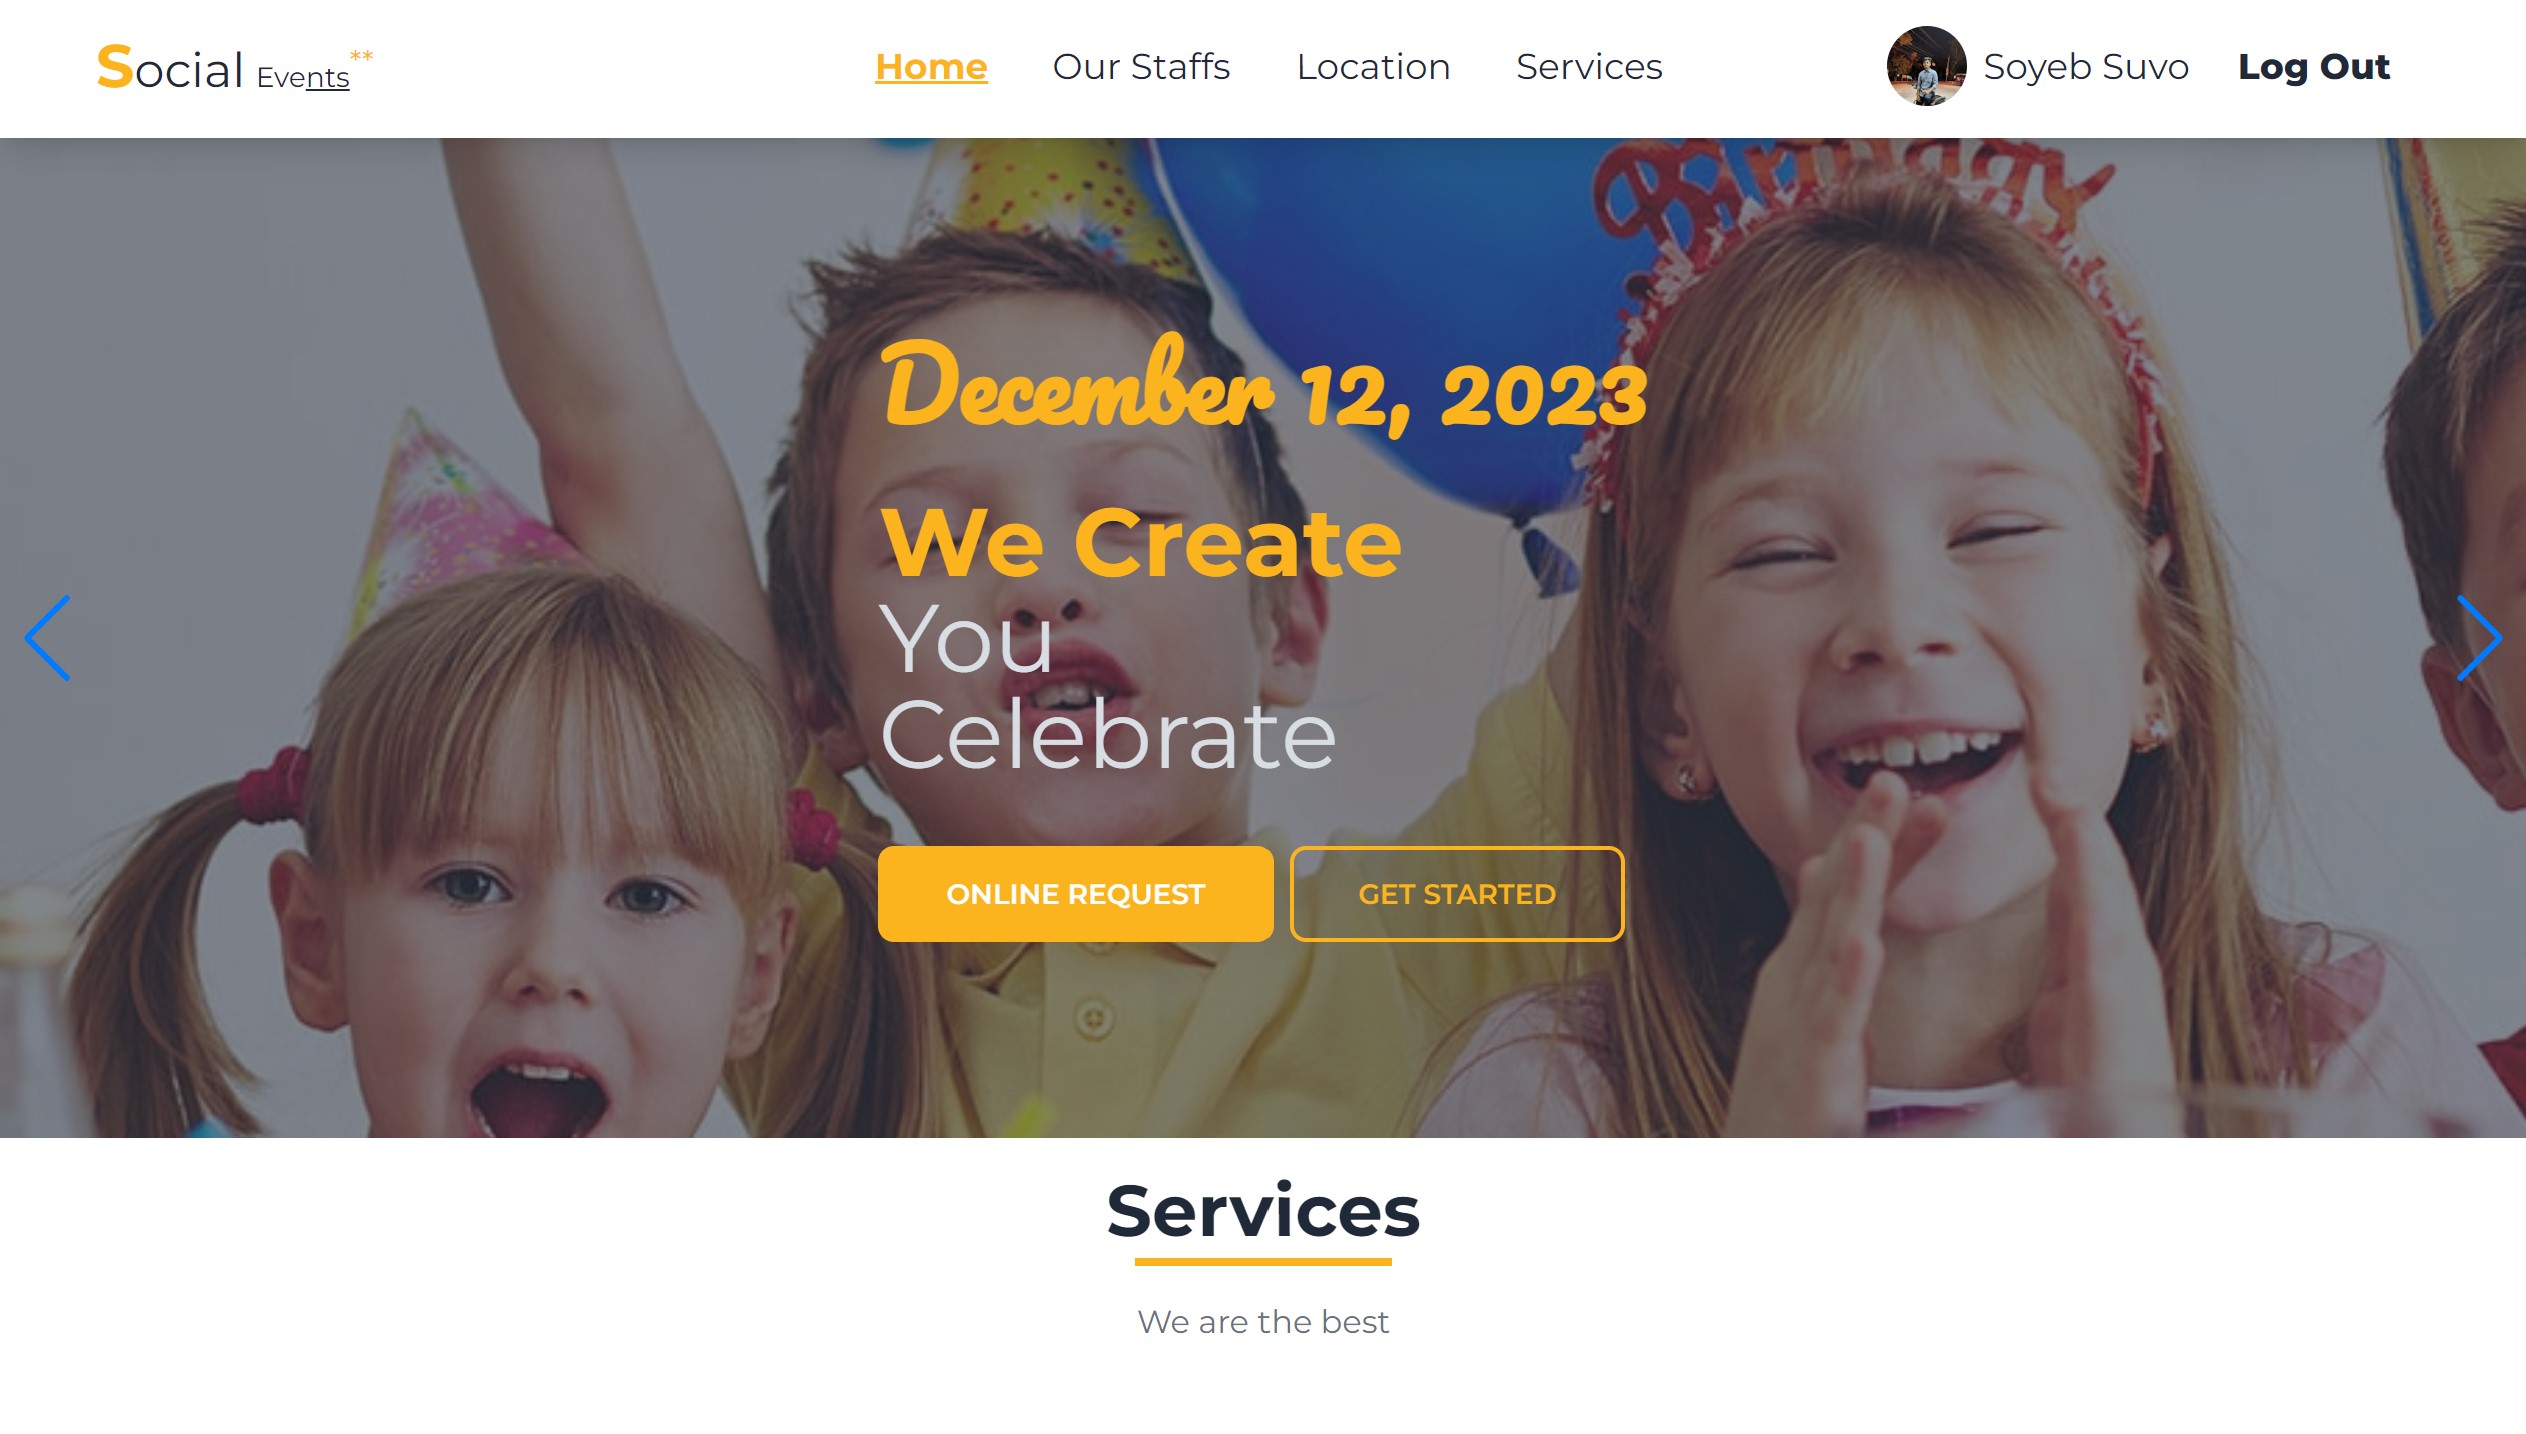 Social Events**
Home Our Staffs Location Services
Soyeb Suvo Log Out
Birthday
December 12, 2023
We Create
You
Celebrate
ONLINE REQUEST GET STARTED
Services
We are the best